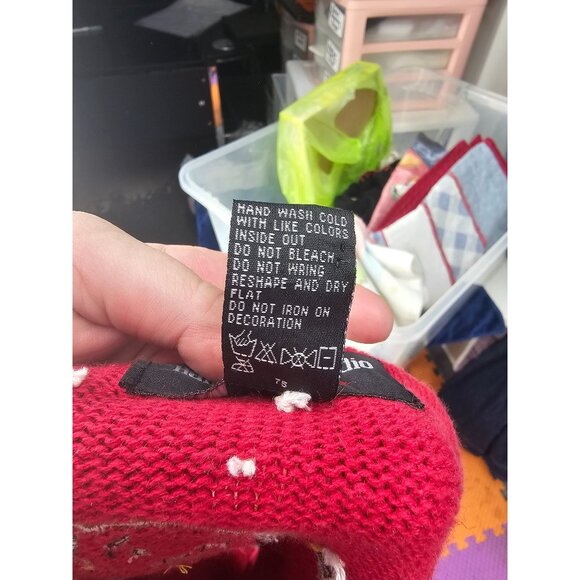 HAND WASH COLD
WITH LIKE COLORS
INSIDE OUT
DO NOT BLEACH
DO NOT WRING
RESHAPE AND DRY
FLAT
DO NOT IRON ON
DECORATION
75